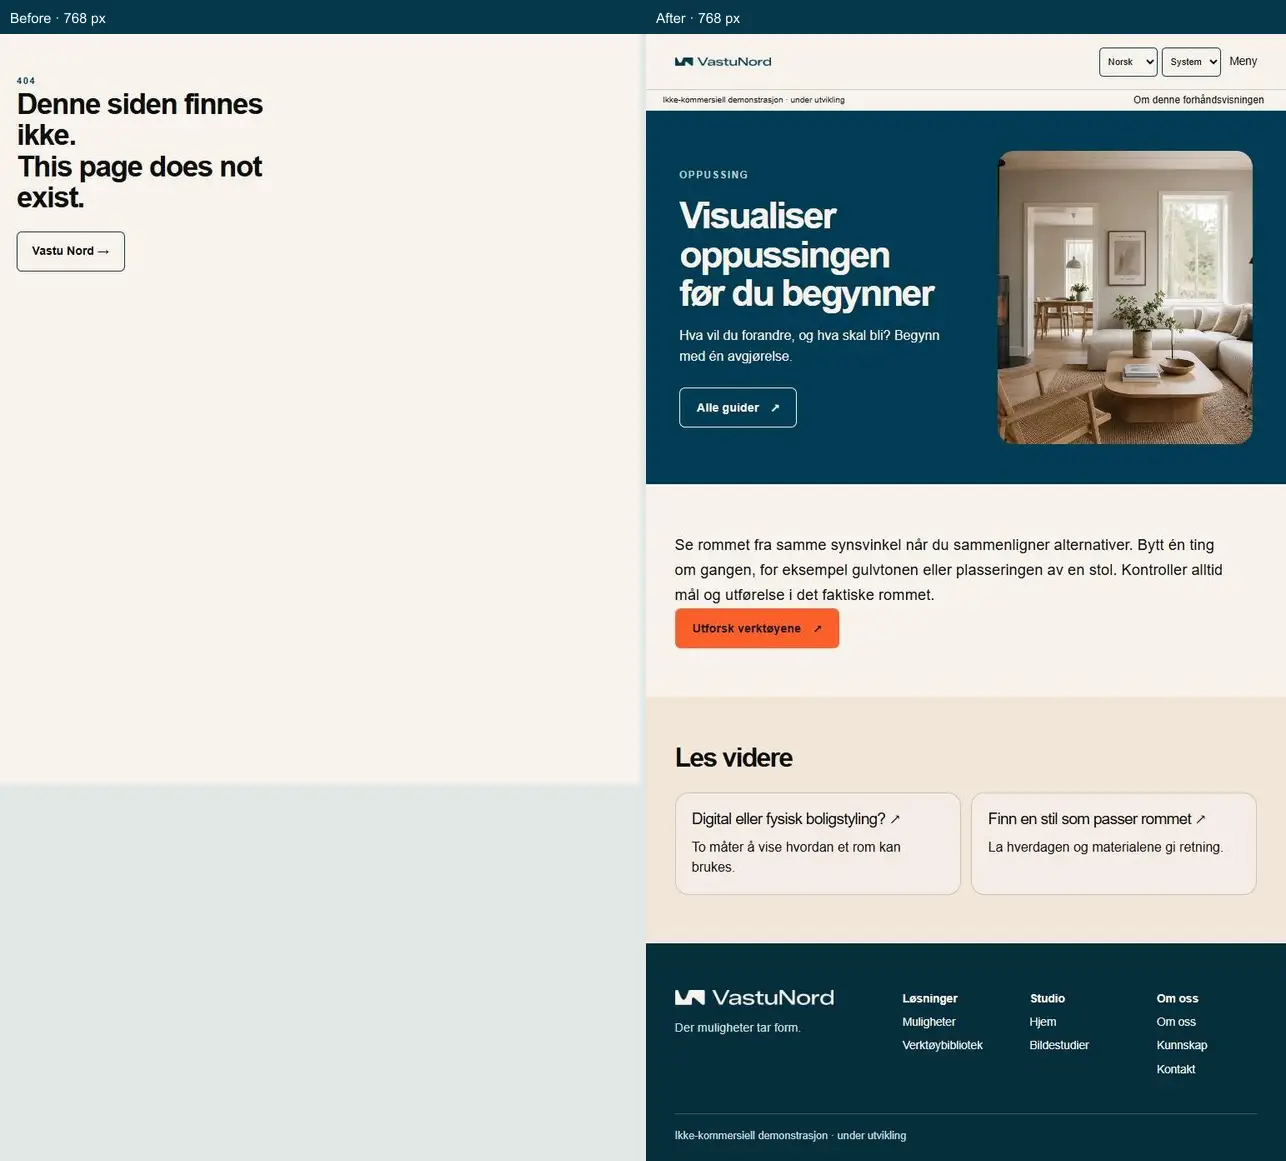 Before · 768 px
404
Denne siden finnes
ikke.
This page does not
exist.
Vastu Nord →
After · 768 px
VastuNord
Norsk
System
Meny
Ikke-kommersiell demonstrasjon · under utvikling
Om denne forhåndsvisningen
OPPUSSING
Visualiser
oppussingen
før du begynner
Hva vil du forandre, og hva skal bli? Begynn
med én avgjørelse.
Alle guider ↗
Se rommet fra samme synsvinkel når du sammenligner alternativer. Bytt én ting
om gangen, for eksempel gulvtonen eller plasseringen av en stol. Kontroller alltid
mål og utførelse i det faktiske rommet.
Utforsk verktøyene ↗
Les videre
Digital eller fysisk boligstyling? ↗
To måter å vise hvordan et rom kan
brukes.
Finn en stil som passer rommet ↗
La hverdagen og materialene gi retning.
VastuNord
Der muligheter tar form.
Løsninger
Muligheter
Verktøybibliotek
Studio
Hjem
Bildestudier
Om oss
Om oss
Kunnskap
Kontakt
Ikke-kommersiell demonstrasjon · under utvikling